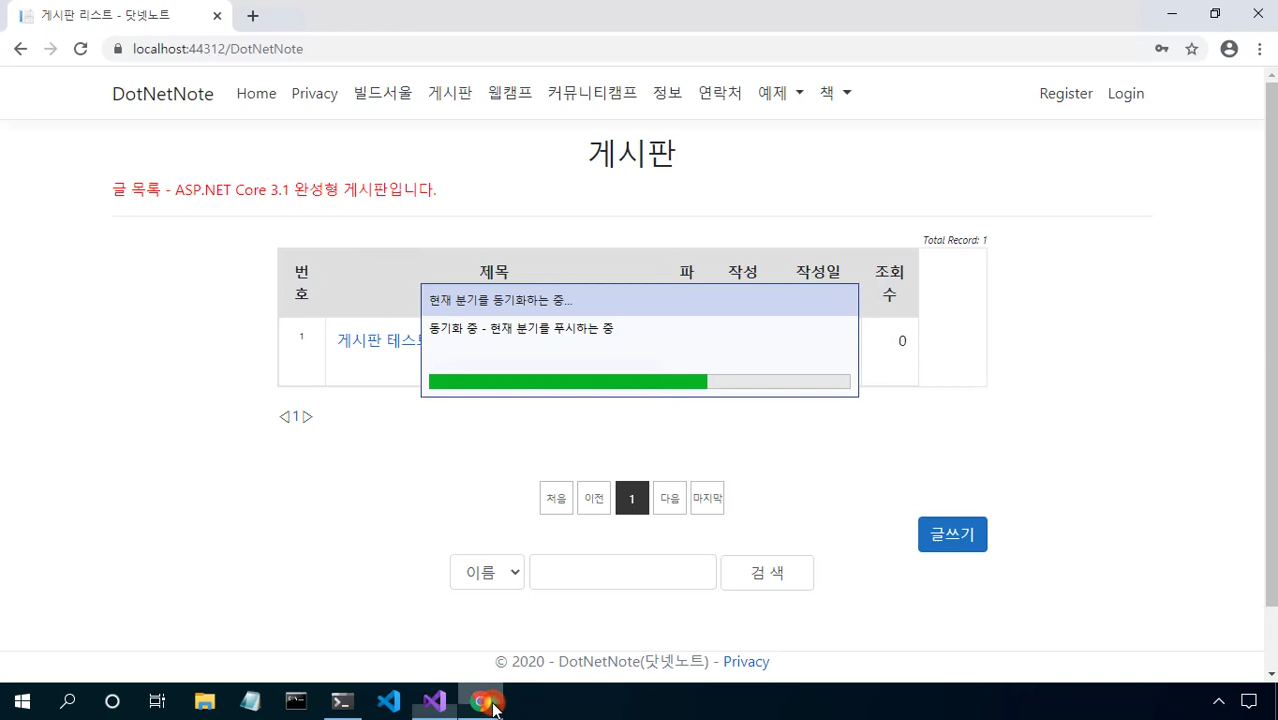 게시판 리스트 - 닷넷노트
localhost:44312/DotNetNote
DotNetNote Home Privacy 빌드서울 게시판 웹캠프 커뮤니티캠프 정보 연락처 예제 책 Register Login
게시판
글 목록 - ASP.NET Core 3.1 완성형 게시판입니다.
Total Record: 1
번호 제목 파 작성 작성일 조회수
현재 분기를 동기화하는 중...
동기화 중 - 현재 분기를 푸시하는 중
1 게시판 테스트 0
◁1▷
처음 이전 1 다음 마지막
글쓰기
이름 검 색
© 2020 - DotNetNote(닷넷노트) - Privacy